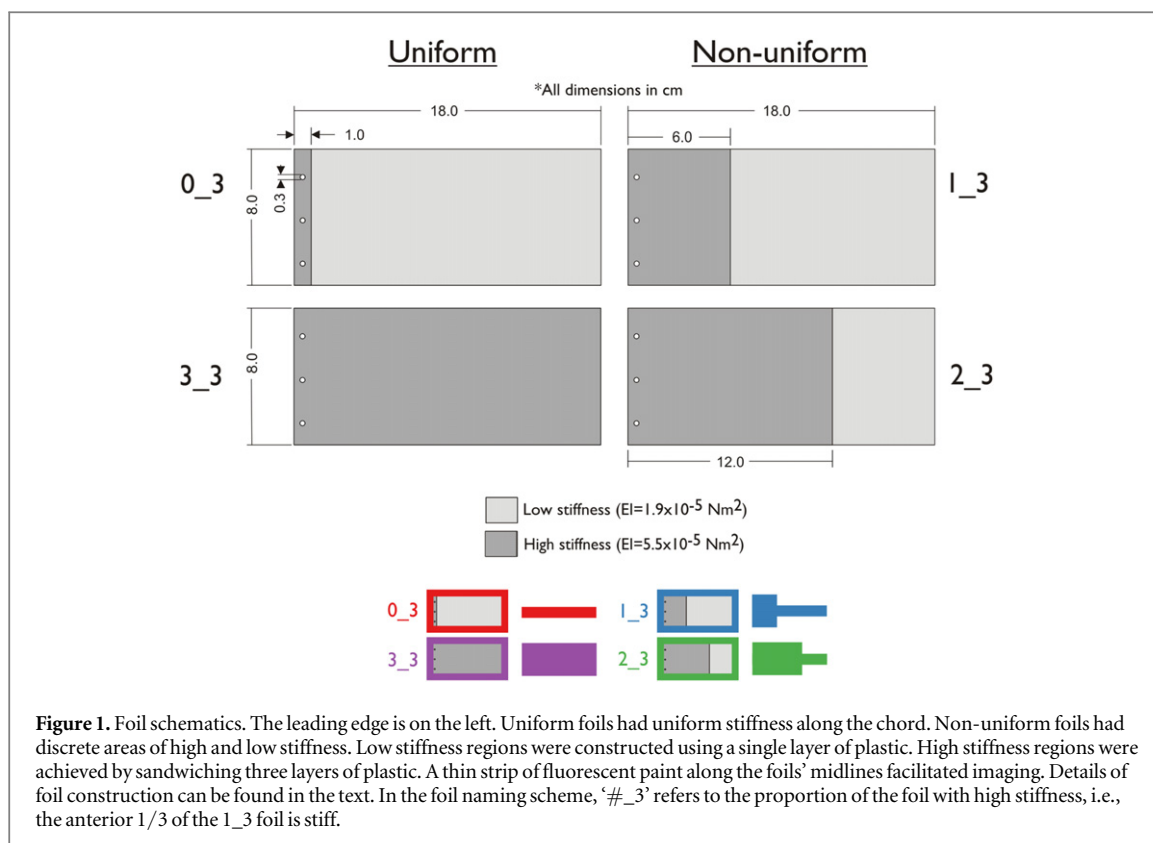 Uniform
Non-uniform
*All dimensions in cm
18.0
18.0
1.0
6.0
0_3
8.0
0.3
1_3
3_3
8.0
2_3
12.0
Low stiffness (EI=1.9x10-5 Nm2)
High stiffness (EI=5.5x10-5 Nm2)
0_3
1_3
3_3
2_3
Figure 1. Foil schematics. The leading edge is on the left. Uniform foils had uniform stiffness along the chord. Non-uniform foils had
discrete areas of high and low stiffness. Low stiffness regions were constructed using a single layer of plastic. High stiffness regions were
achieved by sandwiching three layers of plastic. A thin strip of fluorescent paint along the foils' midlines facilitated imaging. Details of
foil construction can be found in the text. In the foil naming scheme, '#_3' refers to the proportion of the foil with high stiffness, i.e.,
the anterior 1/3 of the 1_3 foil is stiff.